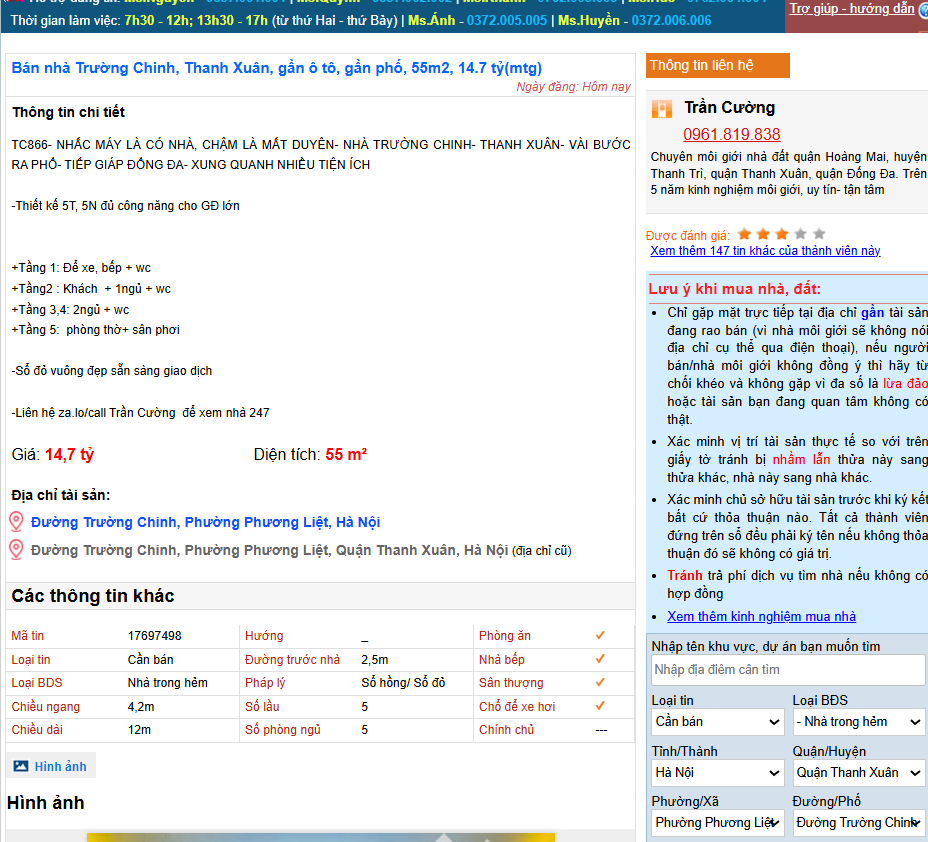 Thời gian làm việc: 7h30 - 12h; 13h30 - 17h (từ thứ Hai - thứ Bảy) | Ms.Ánh - 0372.005.005 | Ms.Huyền - 0372.006.006
Trợ giúp - hướng dẫn
Bán nhà Trường Chinh, Thanh Xuân, gần ô tô, gần phố, 55m2, 14.7 tỷ(mtg)
Ngày đăng: Hôm nay
Thông tin chi tiết
TC866- NHẤC MÁY LÀ CÓ NHÀ, CHẬM LÀ MẤT DUYÊN- NHÀ TRƯỜNG CHINH- THANH XUÂN- VÀI BƯỚC
RA PHỐ- TIẾP GIÁP ĐỐNG ĐA- XUNG QUANH NHIỀU TIỆN ÍCH
-Thiết kế 5T, 5N đủ công năng cho GĐ lớn
+Tầng 1: Để xe, bếp + wc
+Tầng2 : Khách + 1ngủ + wc
+Tầng 3,4: 2ngủ + wc
+Tầng 5: phòng thờ+ sân phơi
-Sổ đỏ vuông đẹp sẵn sàng giao dịch
-Liên hệ za.lo/call Trần Cường để xem nhà 247
Giá: 14,7 tỷ
Diện tích: 55 m²
Địa chỉ tài sản:
Đường Trường Chinh, Phường Phương Liệt, Hà Nội
Đường Trường Chinh, Phường Phương Liệt, Quận Thanh Xuân, Hà Nội (địa chỉ cũ)
Các thông tin khác
Mã tin 17697498 Hướng _ Phòng ăn
Loại tin Cần bán Đường trước nhà 2,5m Nhà bếp
Loại BDS Nhà trong hẻm Pháp lý Sổ hồng/ Sổ đỏ Sân thượng
Chiều ngang 4,2m Số lầu 5 Chổ để xe hơi
Chiều dài 12m Số phòng ngủ 5 Chính chủ ---
Hình ảnh
Hình ảnh
Thông tin liên hệ
Trần Cường
0961.819.838
Chuyên môi giới nhà đất quận Hoàng Mai, huyện
Thanh Trì, quận Thanh Xuân, quận Đống Đa. Trên
5 năm kinh nghiệm môi giới, uy tín- tận tâm
Được đánh giá:
Xem thêm 147 tin khác của thành viên này
Lưu ý khi mua nhà, đất:
Chỉ gặp mặt trực tiếp tại địa chỉ gần tài sản
đang rao bán (vì nhà môi giới sẽ không nói
địa chỉ cụ thể qua điện thoại), nếu người
bán/nhà môi giới không đồng ý thì hãy từ
chối khéo và không gặp vì đa số là lừa đảo
hoặc tài sản bạn đang quan tâm không có
thật.
Xác minh vị trí tài sản thực tế so với trên
giấy tờ tránh bị nhầm lẫn thửa này sang
thửa khác, nhà này sang nhà khác.
Xác minh chủ sở hữu tài sản trước khi ký kết
bất cứ thỏa thuận nào. Tất cả thành viên
đứng trên sổ đều phải ký tên nếu không thỏa
thuận đó sẽ không có giá trị.
Tránh trả phí dịch vụ tìm nhà nếu không có
hợp đồng
Xem thêm kinh nghiệm mua nhà
Nhập tên khu vực, dự án bạn muốn tìm
Nhập địa điểm cần tìm
Loại tin Loại BĐS
Cần bán - Nhà trong hẻm
Tỉnh/Thành Quận/Huyện
Hà Nội Quận Thanh Xuân
Phường/Xã Đường/Phố
Phường Phương Liệt Đường Trường Chinh